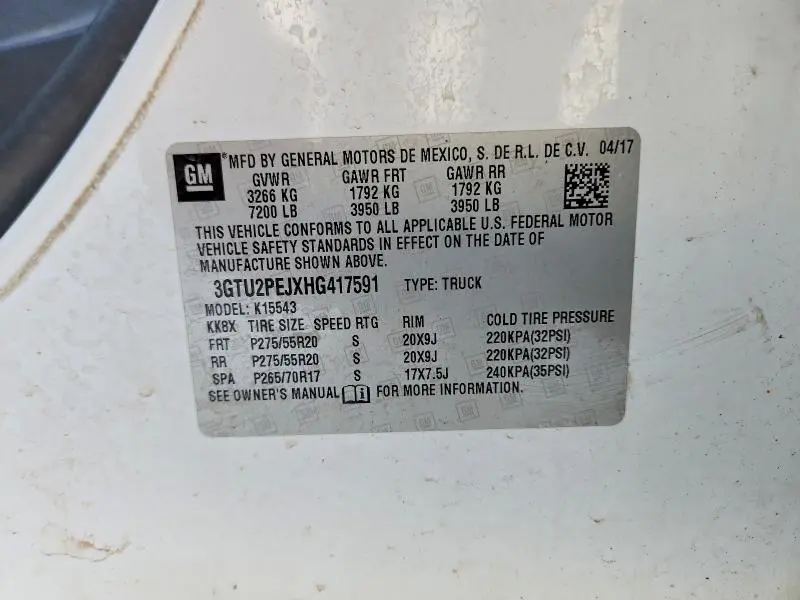 GM
®MFD BY GENERAL MOTORS DE MEXICO, S. DE R.L. DE C.V. 04/17
GVWR GAWR FRT GAWR RR
3266 KG 1792 KG 1792 KG
7200 LB 3950 LB 3950 LB
THIS VEHICLE CONFORMS TO ALL APPLICABLE U.S. FEDERAL MOTOR
VEHICLE SAFETY STANDARDS IN EFFECT ON THE DATE OF
MANUFACTURE SHOWN ABOVE.
3GTU2PEJXHG417591 TYPE: TRUCK
MODEL: K15543
KK8X TIRE SIZE SPEED RTG RIM COLD TIRE PRESSURE
FRT P275/55R20 S 20X9J 220KPA(32PSI)
RR P275/55R20 S 20X9J 220KPA(32PSI)
SPA P265/70R17 S 17X7.5J 240KPA(35PSI)
SEE OWNER'S MANUAL FOR MORE INFORMATION.